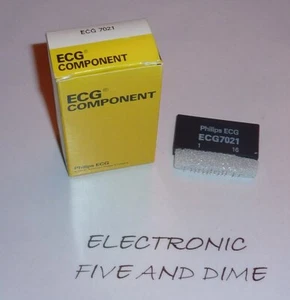 ECG 7021
ECG®
COMPONENT
ECG®
COMPONENT
Philips ECG
Philips ECG
ECG7021
1 16
ELECTRONIC
FIVE AND DIME